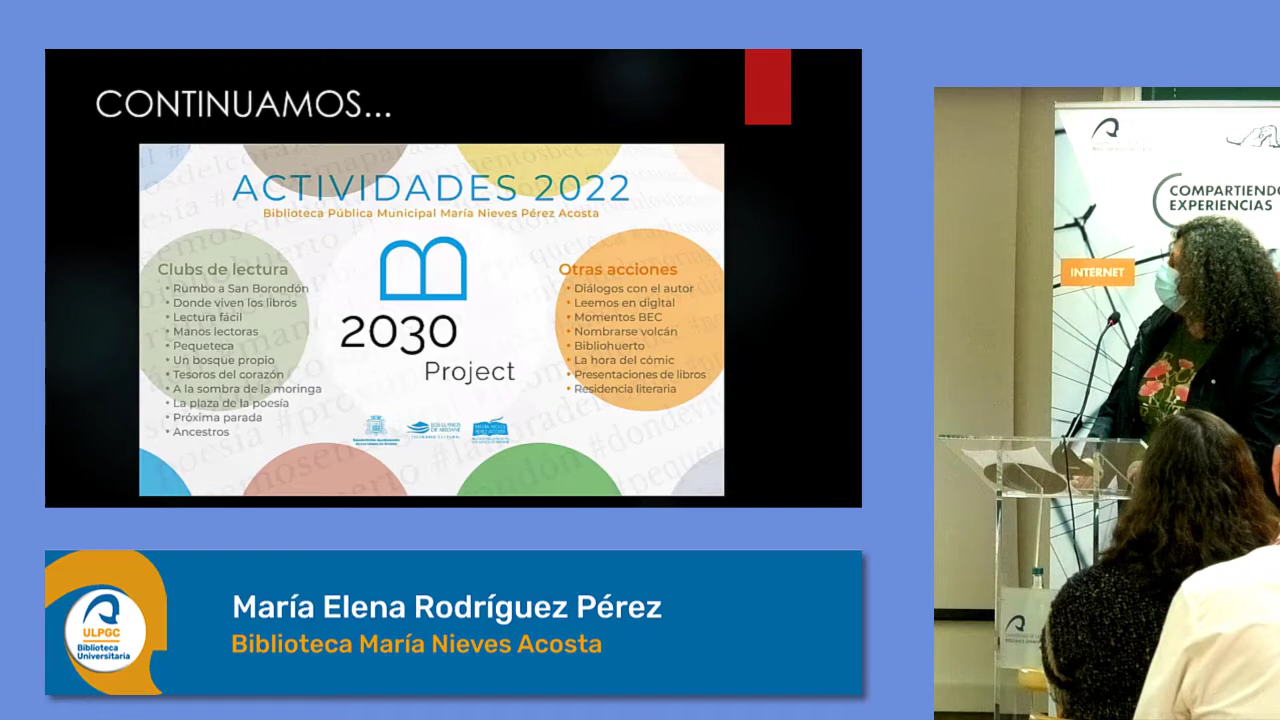 CONTINUAMOS...
ACTIVIDADES 2022
Biblioteca Pública Municipal María Nieves Pérez Acosta
Clubs de lectura
• Rumbo a San Borondón
• Donde viven los libros
• Lectura fácil
• Manos lectoras
• Pequeteca
• Un bosque propio
• Tesoros del corazón
• A la sombra de la moringa
• La plaza de la poesía
• Próxima parada
• Ancestros
2030
Project
Otras acciones
• Diálogos con el autor
• Leemos en digital
• Momentos BEC
• Nombrarse volcán
• Bibliohuerto
• La hora del cómic
• Presentaciones de libros
• Residencia literaria
COMPARTIENDO
EXPERIENCIAS
INTERNET
ULPGC
Biblioteca
Universitaria
María Elena Rodríguez Pérez
Biblioteca María Nieves Acosta